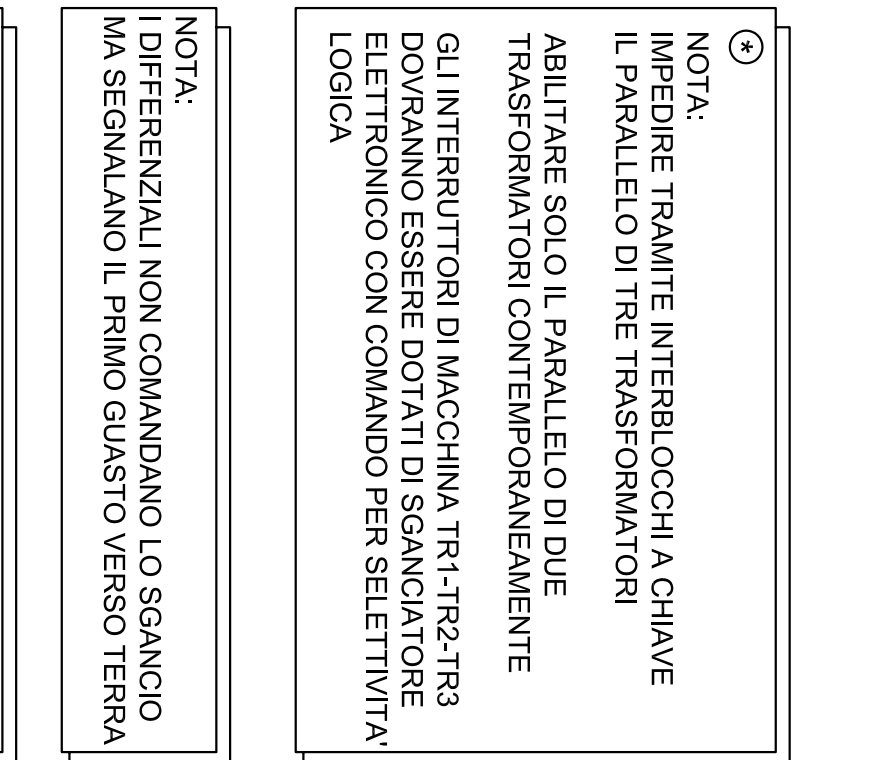 *
NOTA:
IMPEDIRE TRAMITE INTERBLOCCHI A CHIAVE
IL PARALLELO DI TRE TRASFORMATORI
ABILITARE SOLO IL PARALLELO DI DUE
TRASFORMATORI CONTEMPORANEAMENTE
GLI INTERRUTTORI DI MACCHINA TR1-TR2-TR3
DOVRANNO ESSERE DOTATI DI SGANCIATORE
ELETTRONICO CON COMANDO PER SELETTIVITA'
LOGICA
NOTA:
I DIFFERENZIALI NON COMANDANO LO SGANCIO
MA SEGNALANO IL PRIMO GUASTO VERSO TERRA